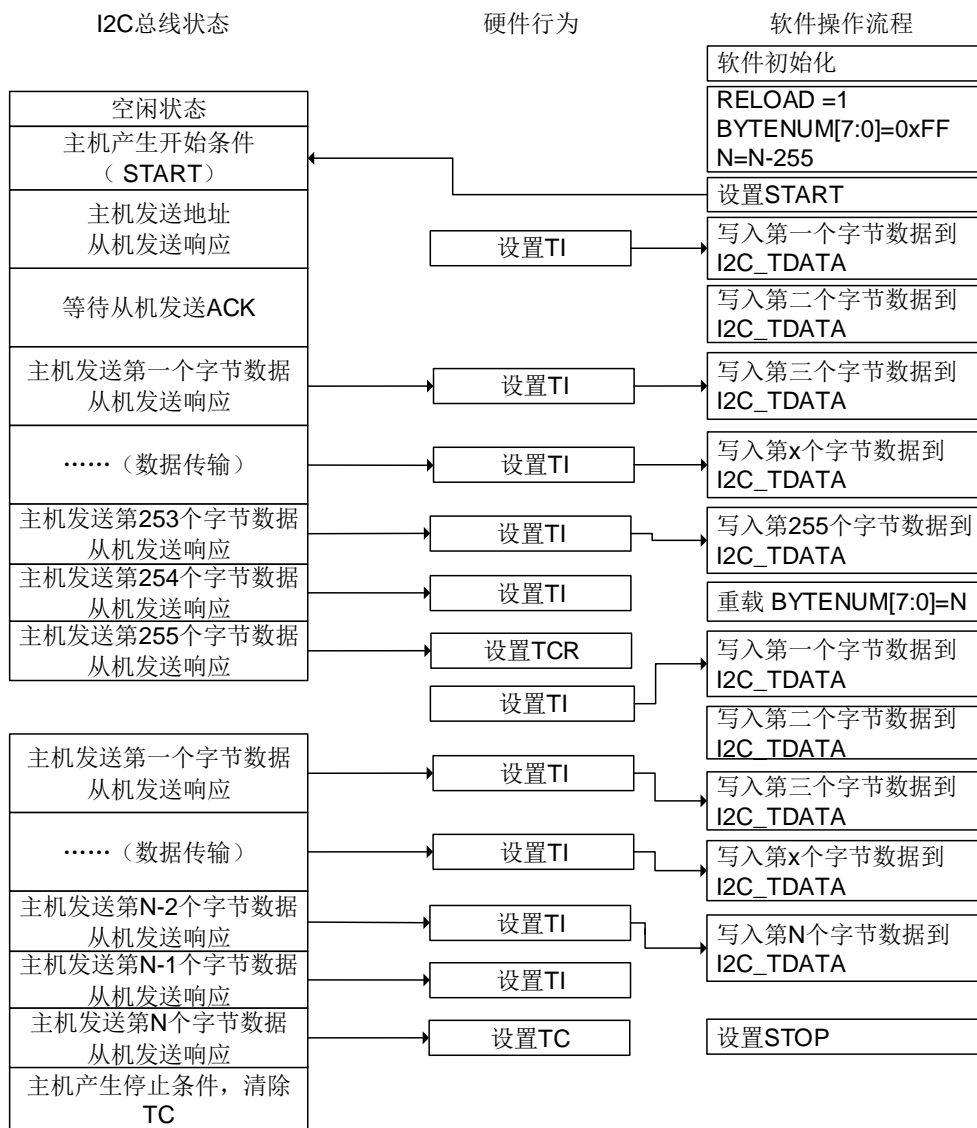 I2C总线状态
硬件行为
软件操作流程
软件初始化
空闲状态
RELOAD =1
BYTENUM[7:0]=0xFF
N=N-255
主机产生开始条件
（ START）
设置START
主机发送地址
从机发送响应
设置TI
写入第一个字节数据到
I2C_TDATA
等待从机发送ACK
写入第二个字节数据到
I2C_TDATA
主机发送第一个字节数据
从机发送响应
设置TI
写入第三个字节数据到
I2C_TDATA
……（数据传输）
设置TI
写入第x个字节数据到
I2C_TDATA
主机发送第253个字节数据
从机发送响应
设置TI
写入第255个字节数据到
I2C_TDATA
主机发送第254个字节数据
从机发送响应
设置TI
重载 BYTENUM[7:0]=N
主机发送第255个字节数据
从机发送响应
设置TCR
设置TI
写入第一个字节数据到
I2C_TDATA
写入第二个字节数据到
I2C_TDATA
主机发送第一个字节数据
从机发送响应
设置TI
写入第三个字节数据到
I2C_TDATA
……（数据传输）
设置TI
写入第x个字节数据到
I2C_TDATA
主机发送第N-2个字节数据
从机发送响应
设置TI
写入第N个字节数据到
I2C_TDATA
主机发送第N-1个字节数据
从机发送响应
设置TI
主机发送第N个字节数据
从机发送响应
设置TC
设置STOP
主机产生停止条件，清除
TC